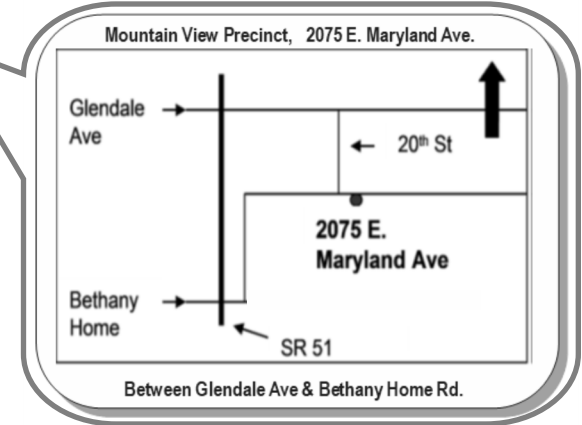 Mountain View Precinct, 2075 E. Maryland Ave.
Glendale
Ave
20th St
2075 E.
Maryland Ave
Bethany
Home
SR 51
Between Glendale Ave & Bethany Home Rd.